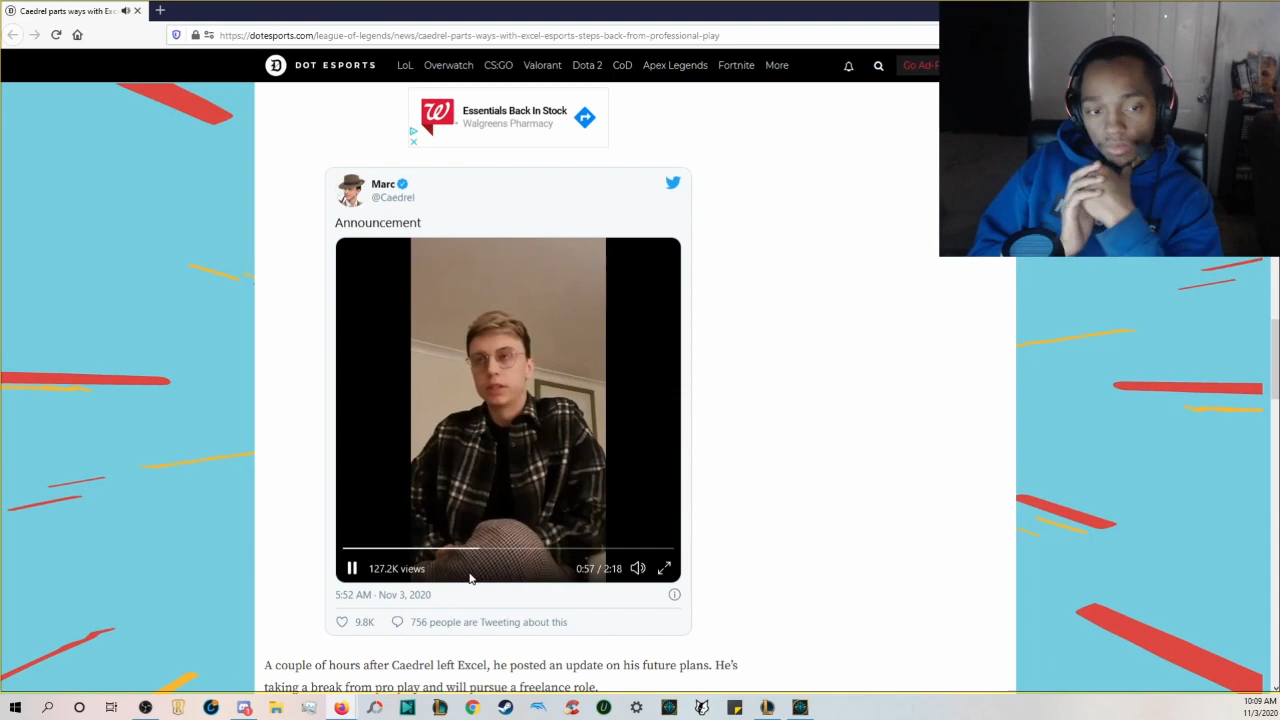 Caedrel parts ways with Exc
https://dotesports.com/league-of-legends/news/caedrel-parts-ways-with-excel-esports-steps-back-from-professional-play
DOT ESPORTS LoL Overwatch CS:GO Valorant Dota 2 CoD Apex Legends Fortnite More Go Ad-F
Essentials Back In Stock
Walgreens Pharmacy
Marc
@Caedrel
Announcement
127.2K views 0:57 / 2:18
5:52 AM · Nov 3, 2020
9.8K 756 people are Tweeting about this
A couple of hours after Caedrel left Excel, he posted an update on his future plans. He's
taking a break from pro play and will pursue a freelance role.
10:09 AM
11/3/2020